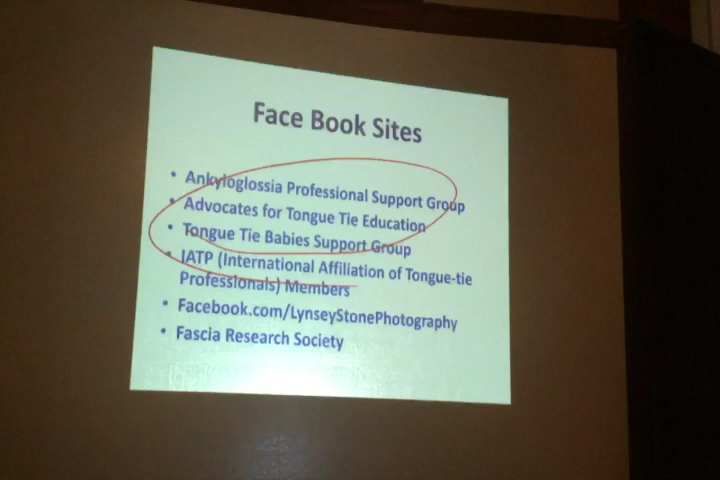 Face Book Sites
• Ankyloglossia Professional Support Group
• Advocates for Tongue Tie Education
• Tongue Tie Babies Support Group
• IATP (International Affiliation of Tongue-tie
Professionals) Members
• Facebook.com/LynseyStonePhotography
• Fascia Research Society